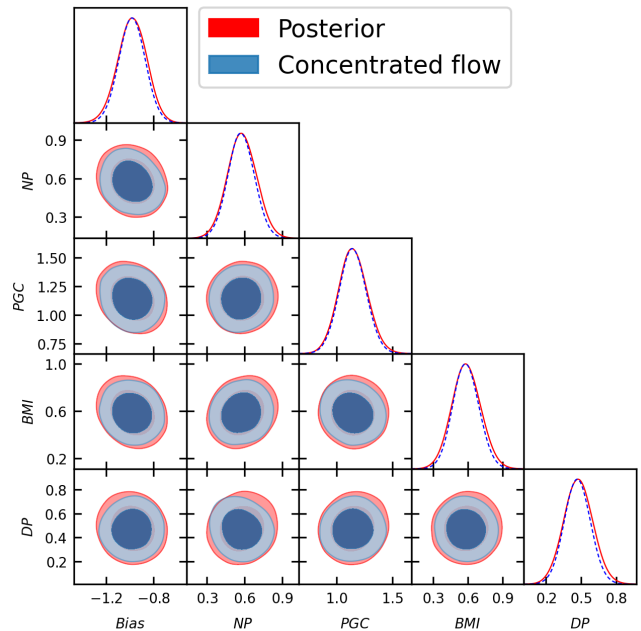 Posterior
Concentrated flow
0.9
0.6
0.3
NP
1.50
1.25
1.00
0.75
PGC
1.0
0.6
0.2
BMI
0.8
0.6
0.4
0.2
DP
−1.2 −0.8 0.3 0.6 0.9 1.0 1.5 0.3 0.6 0.9 0.2 0.5 0.8
Bias NP PGC BMI DP